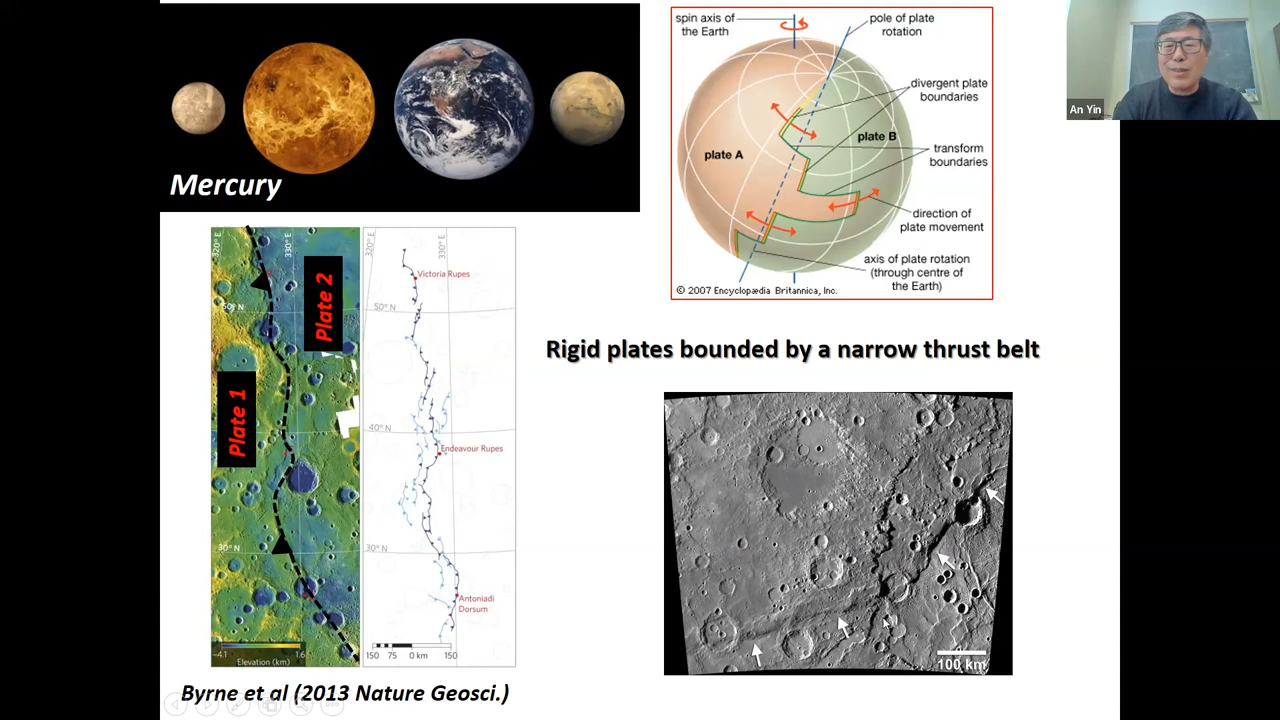 Mercury
spin axis of
the Earth
pole of plate
rotation
divergent plate
boundaries
plate B
plate A
transform
boundaries
direction of
plate movement
axis of plate rotation
(through centre of
the Earth)
© 2007 Encyclopædia Britannica, Inc.
An Yin
320° E
330° E
Plate 2
50° N
Plate 1
30° N
−4.1
1.6
Elevation (km)
320° E
330° E
Victoria Rupes
50° N
40° N
Endeavour Rupes
30° N
Antoniadi
Dorsum
150 75 0 km 150
Rigid plates bounded by a narrow thrust belt
100 km
Byrne et al (2013 Nature Geosci.)